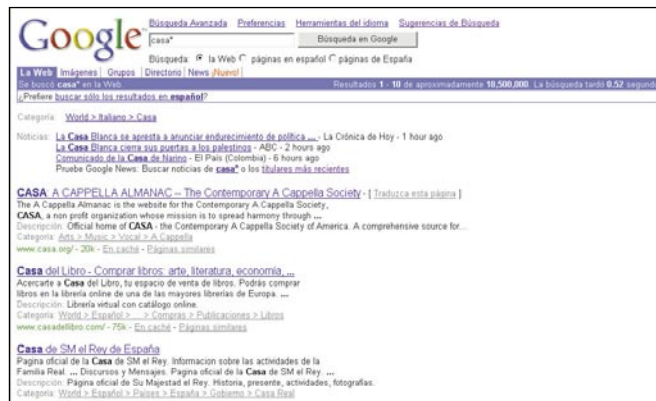 Google
Búsqueda Avanzada Preferencias Herramientas del idioma Sugerencias de Búsqueda
casa* Búsqueda en Google
Búsqueda: la Web páginas en español páginas de España
La Web Imágenes Grupos Directorio News ¡Nuevo!
Se buscó casa* en la Web. Resultados 1 - 10 de aproximadamente 10,500,000. La búsqueda tardó 0.52 segundo
¿Prefiere buscar sólo los resultados en español?
Categoría: World > Italiano > Casa
Noticias: La Casa Blanca se apresta a anunciar endurecimiento de política ... - La Crónica de Hoy - 1 hour ago
La Casa Blanca cierra sus puertas a los palestinos - ABC - 2 hours ago
Comunicado de la Casa de Narino - El País (Colombia) - 6 hours ago
Pruebe Google News: Buscar noticias de casa* o los titulares más recientes
CASA: A CAPPELLA ALMANAC -- The Contemporary A Cappella Society - [ Traduzca esta página ]
The A Cappella Almanac is the website for the Contemporary A Cappella Society,
CASA, a non profit organization whose mission is to spread harmony through ...
Descripción: Official home of CASA - the Contemporary A Cappella Society of America. A comprehensive source for...
Categoría: Arts > Music > Vocal > A Cappella
www.casa.org/ - 20k - En caché - Páginas similares
Casa del Libro - Comprar libros: arte, literatura, economía, ...
Acercarte a Casa del Libro, tu espacio de venta de libros. Podrás comprar
libros en la librería online de una de las mayores librerías de Europa. ...
Descripción: Librería virtual con catálogo online.
Categoría: World > Español > ... > Compras > Publicaciones > Libros
www.casadellibro.com/ - 75k - En caché - Páginas similares
Casa de SM el Rey de España
Pagina oficial de la Casa de SM el Rey. Informacion sobre las actividades de la
Familia Real. ... Discursos y Mensajes. Pagina oficial de la Casa de SM el Rey. ...
Descripción: Página oficial de Su Majestad el Rey. Historia, presente, actividades, fotografías.
Categoría: World > Español > Países > España > Gobierno > Casa Real